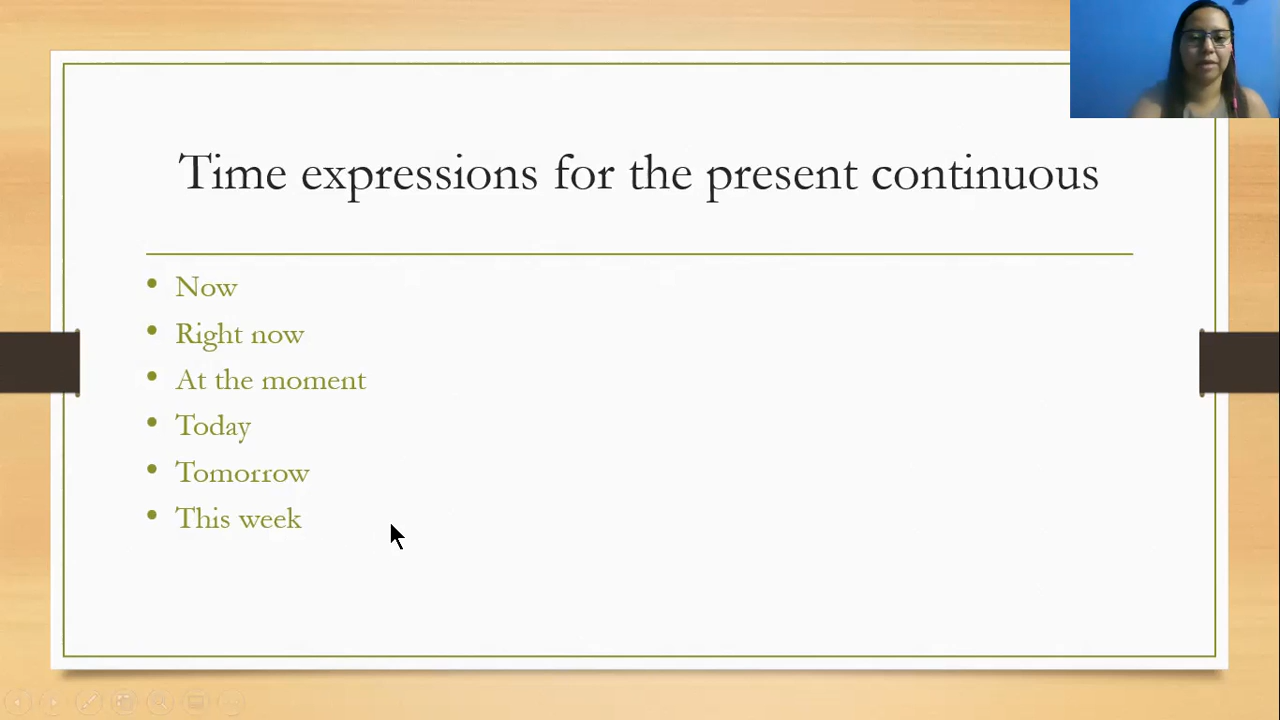 Time expressions for the present continuous
Now
Right now
At the moment
Today
Tomorrow
This week